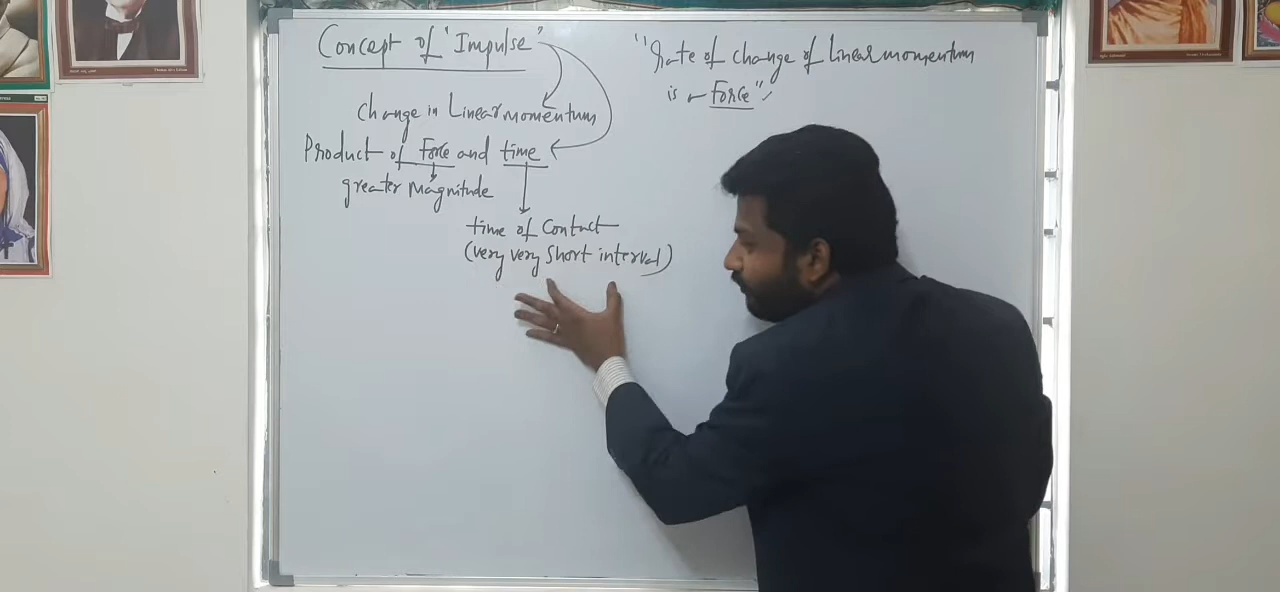 Concept of 'Impulse'
Change in Linear momentum
Product of Force and time
greater Magnitude
time of Contact
(very very short interval)
"Rate of change of linear momentum
is Force"